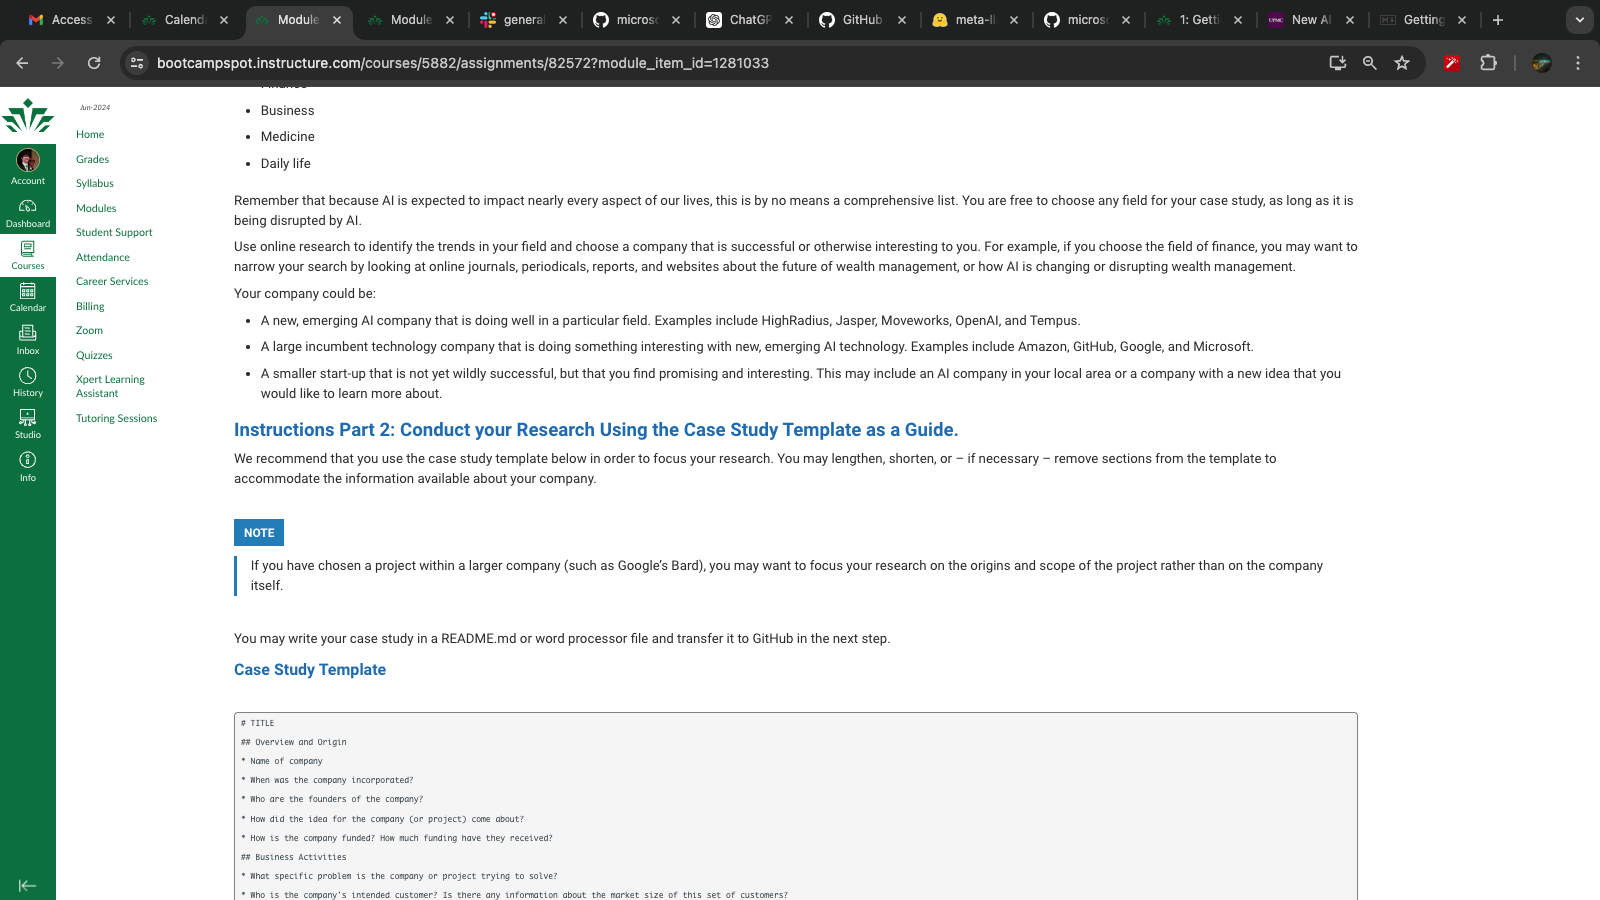 Access
Calend
Module
Module
general
micros
ChatGP
GitHub
meta-ll
micros
1: Getti
New AI
Getting
bootcampspot.instructure.com/courses/5882/assignments/82572?module_item_id=1281033
Jun-2024
Home
Grades
Syllabus
Modules
Student Support
Attendance
Career Services
Billing
Zoom
Quizzes
Xpert Learning
Assistant
Tutoring Sessions
Account
Dashboard
Courses
Calendar
Inbox
History
Studio
Info
Finance
• Business
• Medicine
• Daily life
Remember that because AI is expected to impact nearly every aspect of our lives, this is by no means a comprehensive list. You are free to choose any field for your case study, as long as it is
being disrupted by AI.
Use online research to identify the trends in your field and choose a company that is successful or otherwise interesting to you. For example, if you choose the field of finance, you may want to
narrow your search by looking at online journals, periodicals, reports, and websites about the future of wealth management, or how AI is changing or disrupting wealth management.
Your company could be:
• A new, emerging AI company that is doing well in a particular field. Examples include HighRadius, Jasper, Moveworks, OpenAI, and Tempus.
• A large incumbent technology company that is doing something interesting with new, emerging AI technology. Examples include Amazon, GitHub, Google, and Microsoft.
• A smaller start-up that is not yet wildly successful, but that you find promising and interesting. This may include an AI company in your local area or a company with a new idea that you
would like to learn more about.
Instructions Part 2: Conduct your Research Using the Case Study Template as a Guide.
We recommend that you use the case study template below in order to focus your research. You may lengthen, shorten, or – if necessary – remove sections from the template to
accommodate the information available about your company.
NOTE
If you have chosen a project within a larger company (such as Google’s Bard), you may want to focus your research on the origins and scope of the project rather than on the company
itself.
You may write your case study in a README.md or word processor file and transfer it to GitHub in the next step.
Case Study Template
# TITLE
## Overview and Origin
* Name of company
* When was the company incorporated?
* Who are the founders of the company?
* How did the idea for the company (or project) come about?
* How is the company funded? How much funding have they received?
## Business Activities
* What specific problem is the company or project trying to solve?
* Who is the company's intended customer? Is there any information about the market size of this set of customers?